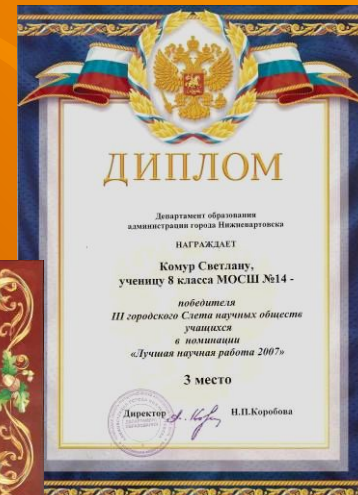 ДИПЛОМ
Департамент образования
администрации города Нижневартовска
НАГРАЖДАЕТ
Комур Светлану,
ученицу 8 класса МОСШ №14 -
победителя
III городского Слета научных обществ
учащихся
в номинации
«Лучшая научная работа 2007»
3 место
Директор Н.П.Коробова